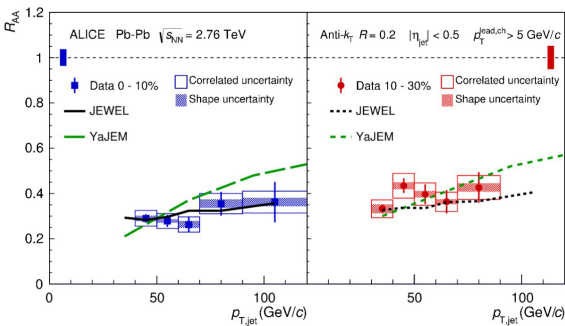 R_AA
1.2
1
0.8
0.6
0.4
0.2
0
ALICE Pb-Pb √s_NN = 2.76 TeV
Data 0 - 10%
JEWEL
YaJEM
Correlated uncertainty
Shape uncertainty
50
100
p_T,jet (GeV/c)
Anti-k_T R = 0.2 |η_jet| < 0.5 p_T^lead,ch > 5 GeV/c
Data 10 - 30%
JEWEL
YaJEM
Correlated uncertainty
Shape uncertainty
50
100
p_T,jet (GeV/c)